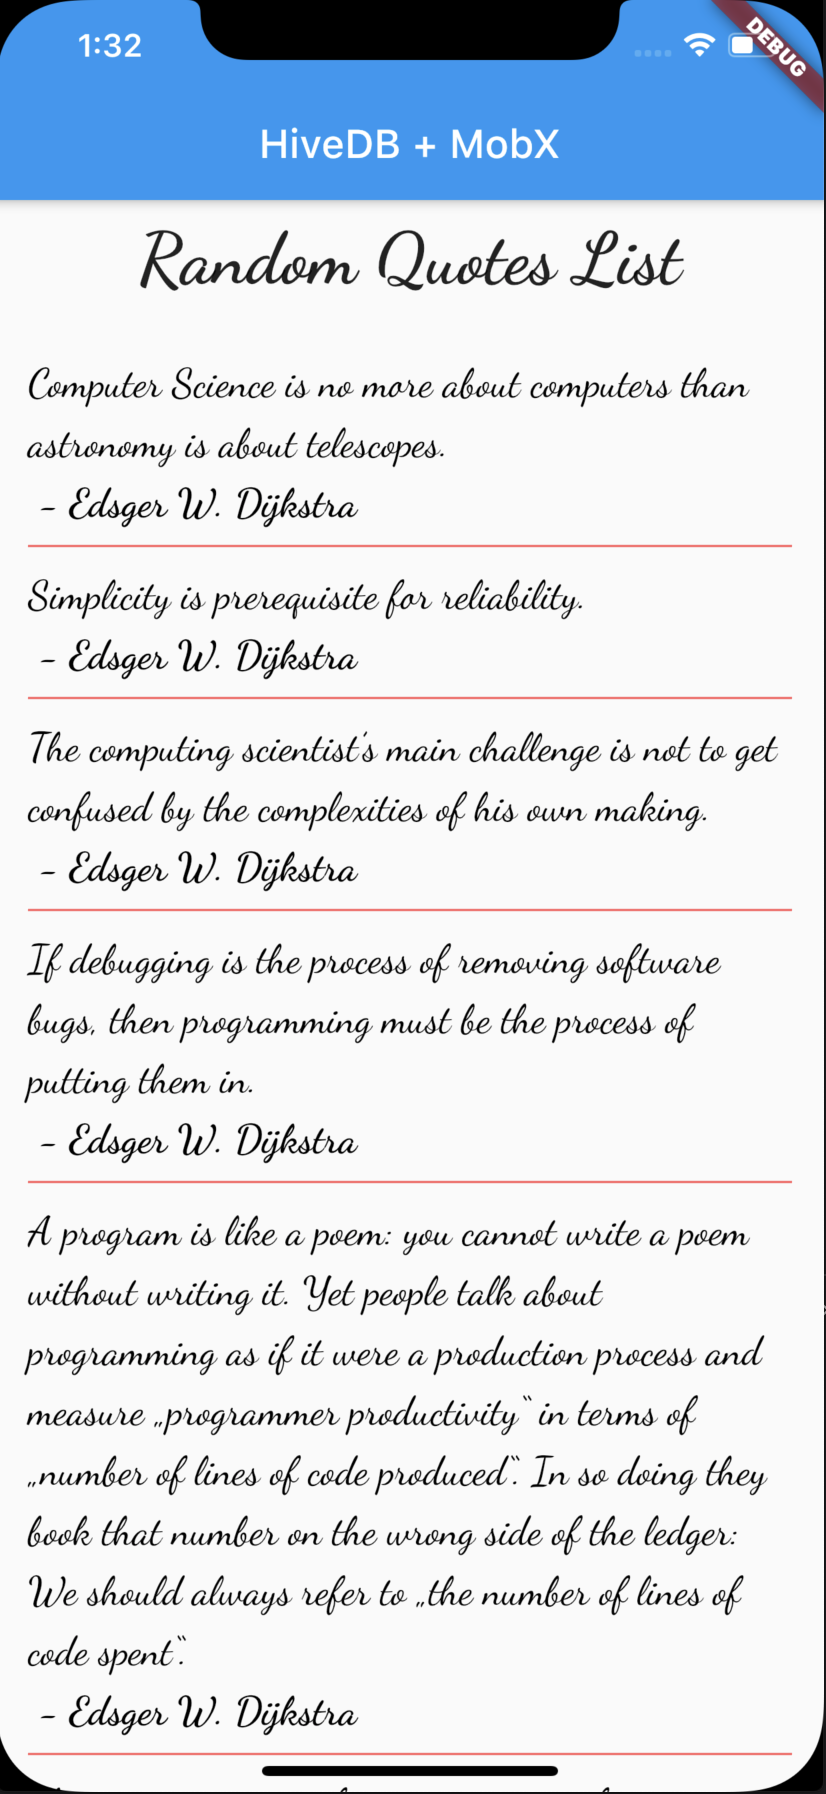 1:32
DEBUG
HiveDB + MobX
Random Quotes List
Computer Science is no more about computers than
astronomy is about telescopes.
- Edsger W. Dijkstra
Simplicity is prerequisite for reliability.
- Edsger W. Dijkstra
The computing scientist's main challenge is not to get
confused by the complexities of his own making.
- Edsger W. Dijkstra
If debugging is the process of removing software
bugs, then programming must be the process of
putting them in.
- Edsger W. Dijkstra
A program is like a poem: you cannot write a poem
without writing it. Yet people talk about
programming as if it were a production process and
measure „programmer productivity“ in terms of
„number of lines of code produced“. In so doing they
book that number on the wrong side of the ledger:
We should always refer to „the number of lines of
code spent“.
- Edsger W. Dijkstra